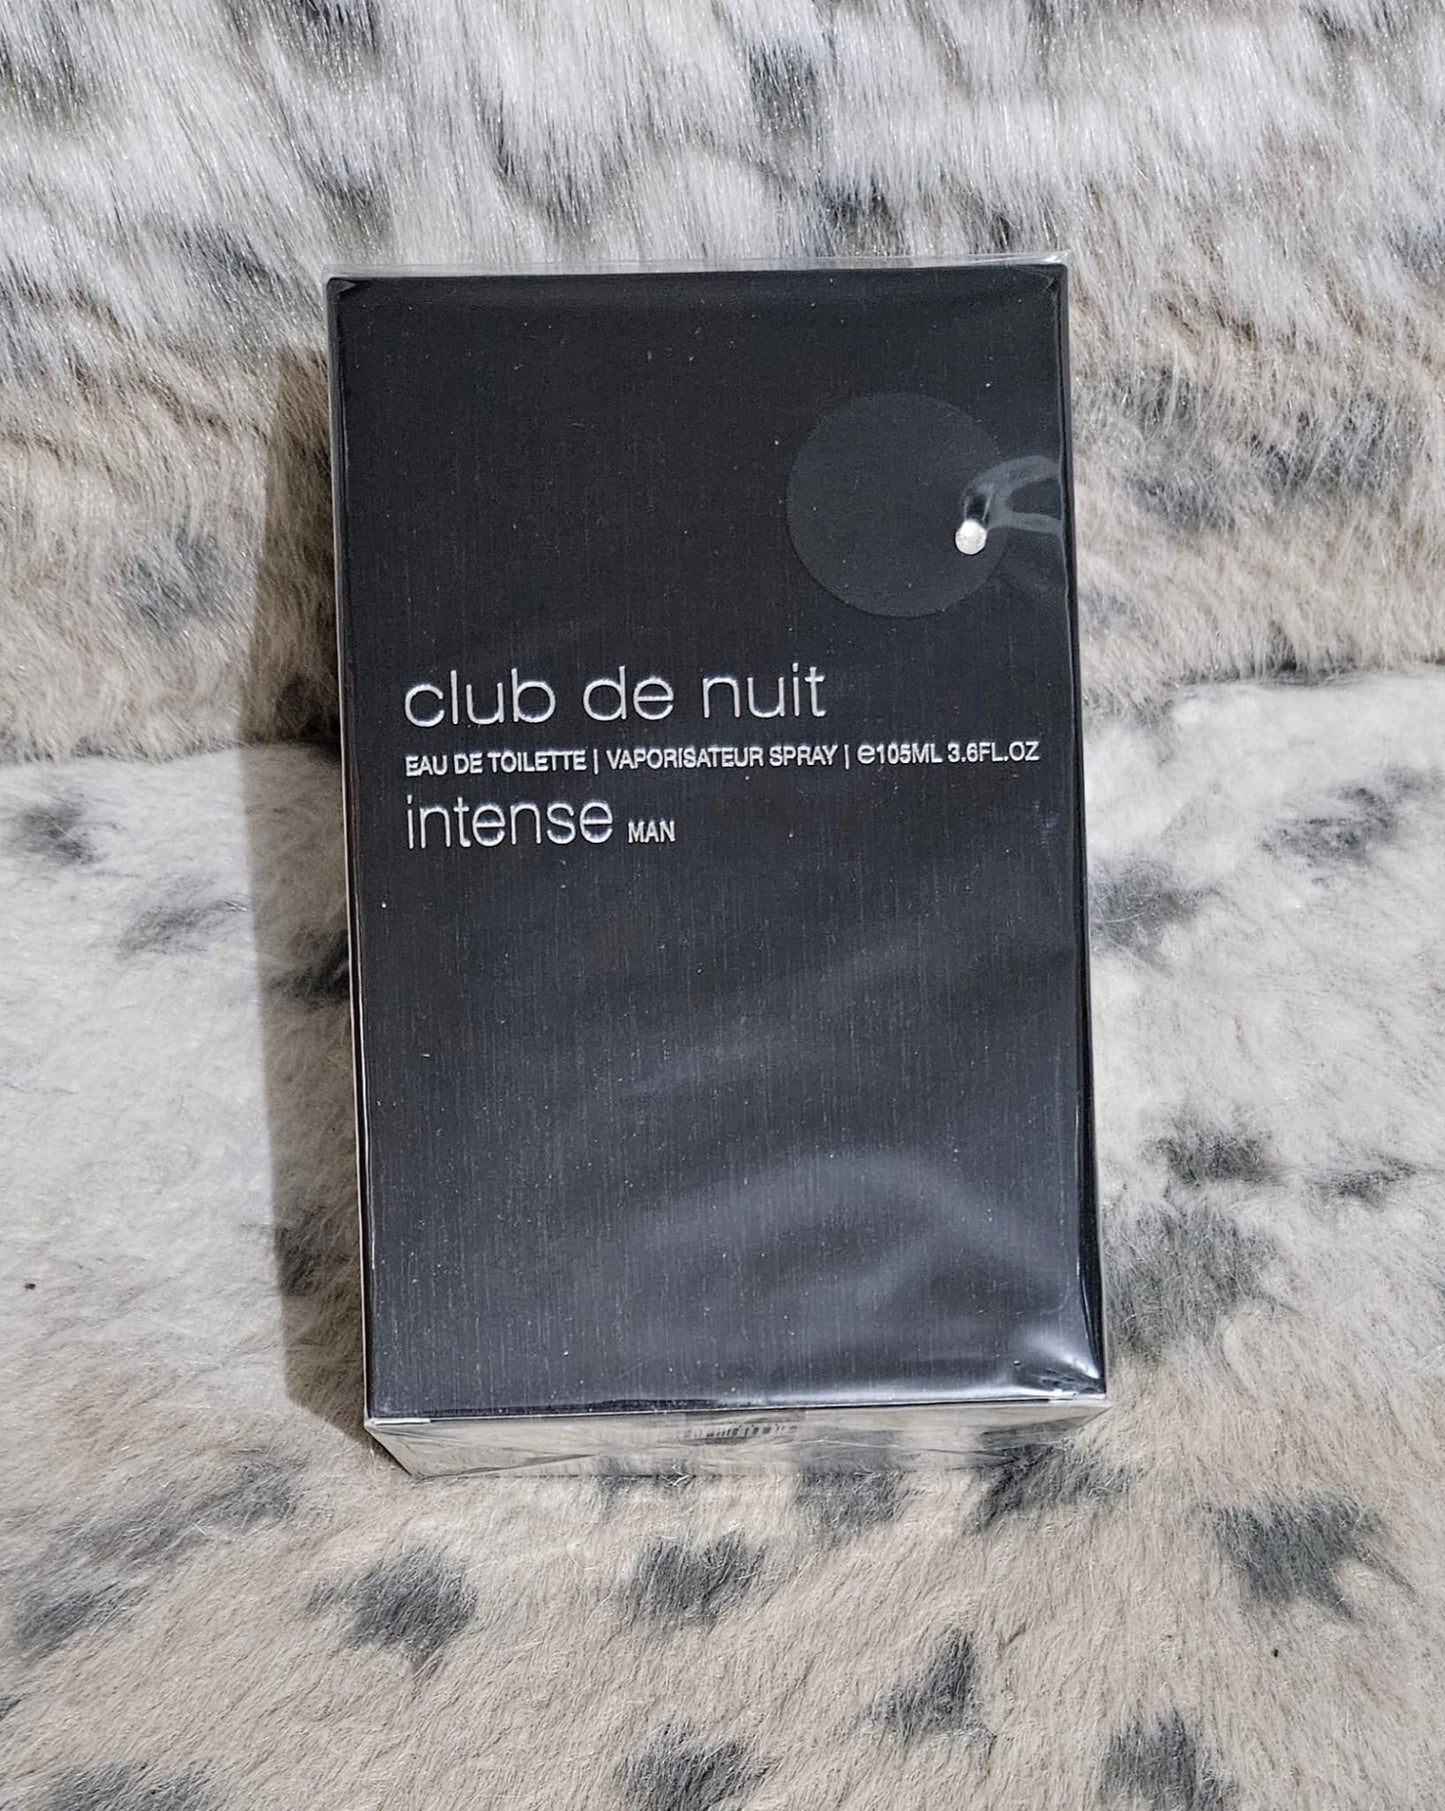 club de nuit
EAU DE TOILETTE | VAPORISATEUR SPRAY | ℮105ML 3.6FL.OZ
intense MAN